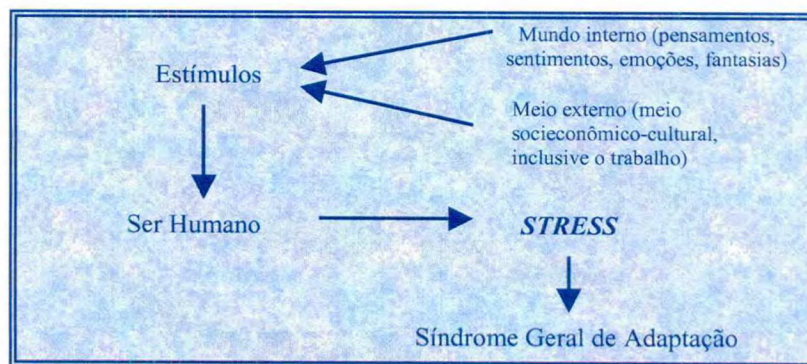 Mundo interno (pensamentos,
sentimentos, emoções, fantasias)
Estímulos
Meio externo (meio
socieconômico-cultural,
inclusive o trabalho)
Ser Humano
STRESS
Síndrome Geral de Adaptação